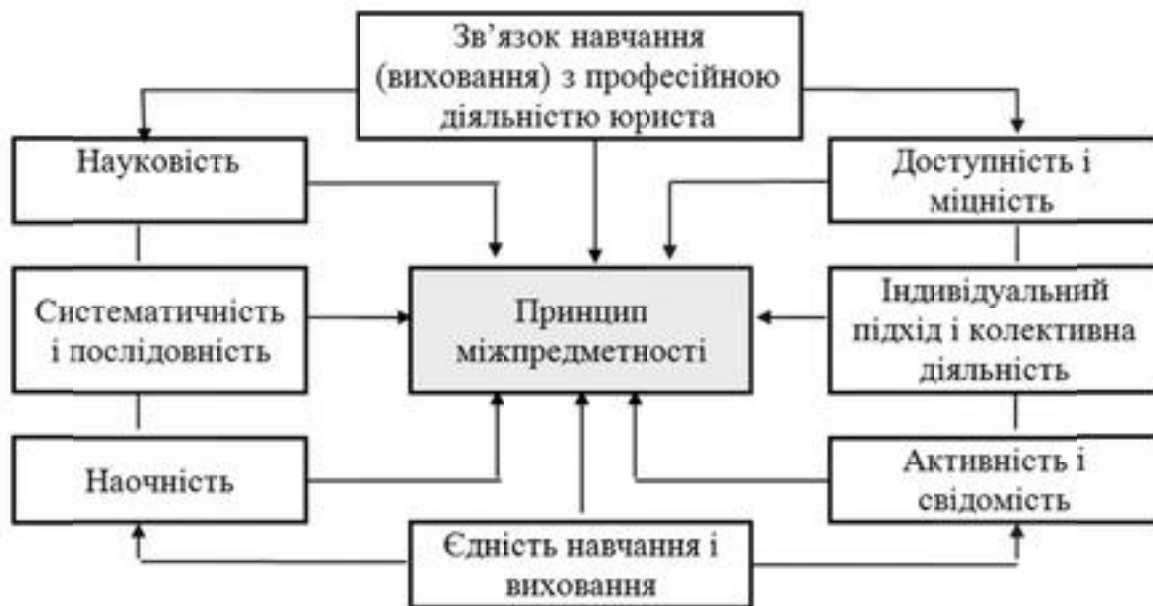 Зв’язок навчання
(виховання) з професійною
діяльністю юриста
Науковість
Доступність і
міцність
Систематичність
і послідовність
Принцип
міжпредметності
Індивідуальний
підхід і колективна
діяльність
Наочність
Активність і
свідомість
Єдність навчання і
виховання